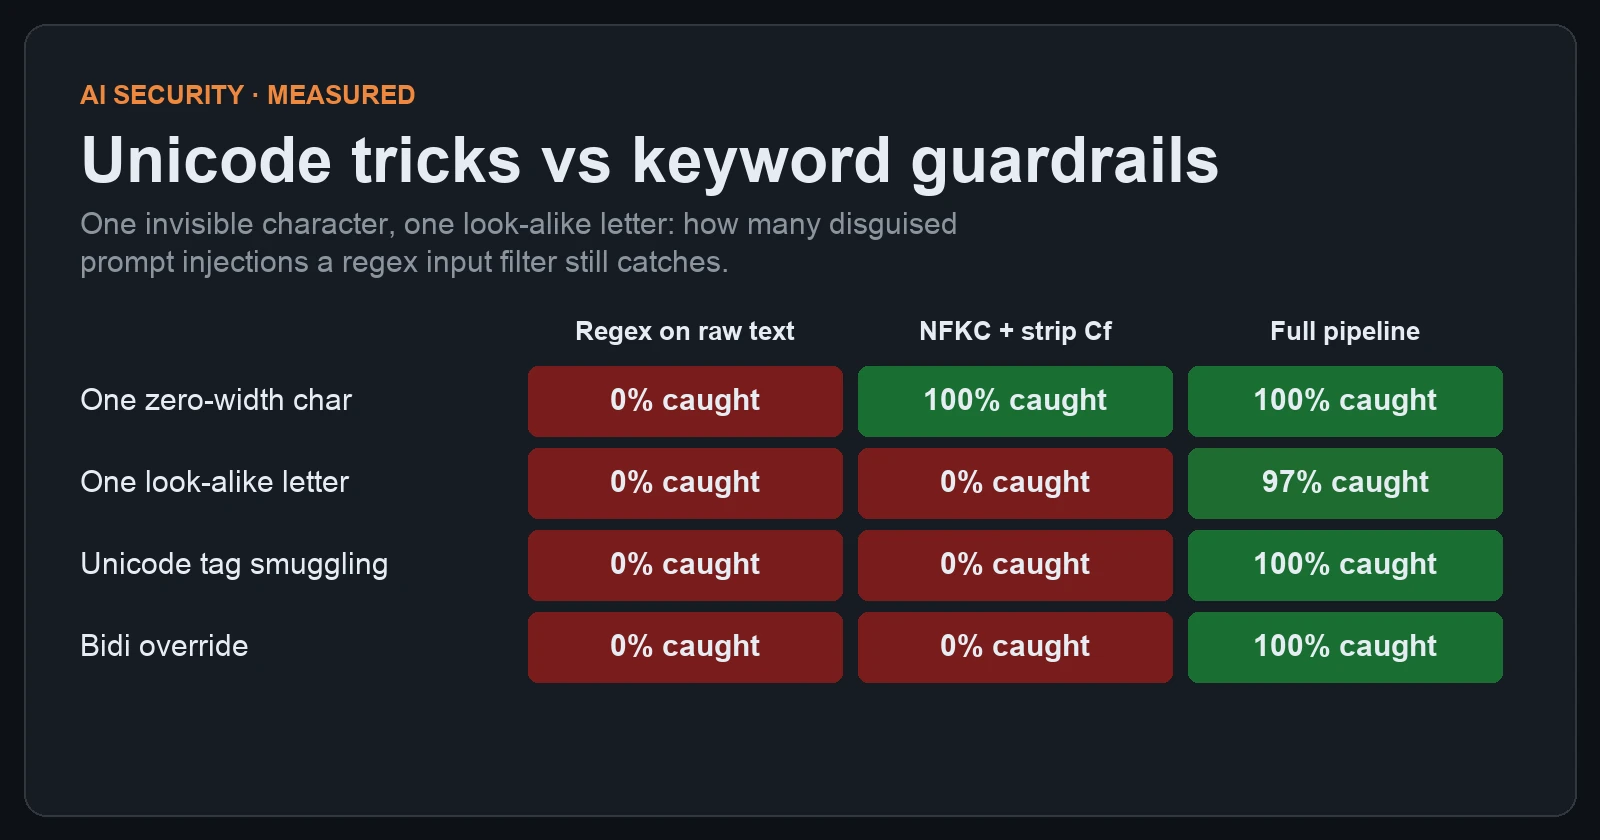 AI SECURITY · MEASURED
Unicode tricks vs keyword guardrails
One invisible character, one look-alike letter: how many disguised
prompt injections a regex input filter still catches.
Regex on raw text NFKC + strip Cf Full pipeline
One zero-width char 0% caught 100% caught 100% caught
One look-alike letter 0% caught 0% caught 97% caught
Unicode tag smuggling 0% caught 0% caught 100% caught
Bidi override 0% caught 0% caught 100% caught